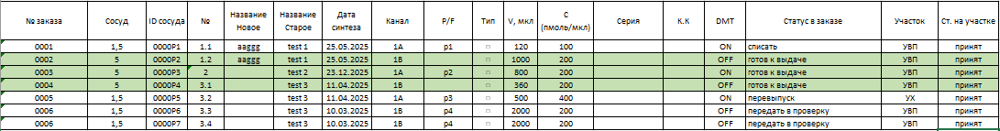 № заказа Сосуд ID сосуда № Название Новое Название Старое Дата синтеза Канал P/F Тип V, мкл C (пмоль/мкл) Серия К.К DMT Статус в заказе Участок Ст. на участке
0001 1,5 0000P1 1.1 aaggg test 1 25.05.2025 1A p1 □ 120 100 ON списать УВП принят
0002 5 0000P2 1.2 aaggg test 1 25.05.2025 1B □ 1000 200 OFF готов к выдаче УВП принят
0003 5 0000P3 2 test 2 23.12.2025 1A p2 □ 800 200 ON готов к выдаче УВП принят
0004 5 0000P4 3.1 test 3 11.04.2025 1B □ 360 200 OFF готов к выдаче УВП принят
0005 1,5 0000P5 3.2 test 3 11.04.2025 1A p3 □ 500 400 ON перевыпуск УХ принят
0006 1,5 0000P6 3.3 test 3 10.03.2025 1B p4 □ 2000 200 OFF передать в проверку УВП принят
0006 1,5 0000P7 3.4 test 3 10.03.2025 1B p4 □ 2000 200 OFF передать в проверку УВП принят